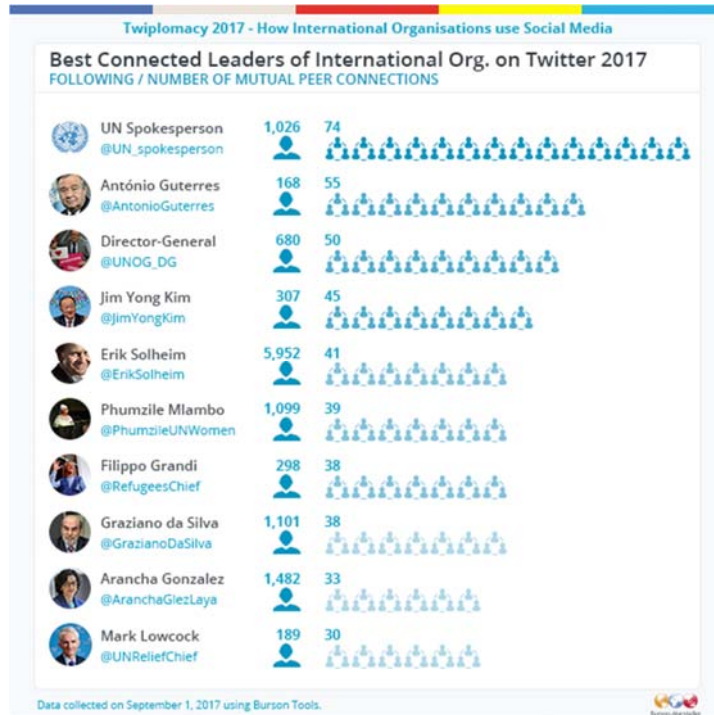 Twiplomacy 2017 - How International Organisations use Social Media
Best Connected Leaders of International Org. on Twitter 2017
FOLLOWING / NUMBER OF MUTUAL PEER CONNECTIONS
UN Spokesperson 1,026 74
@UN_spokesperson
António Guterres 168 55
@AntonioGuterres
Director-General 680 50
@UNOG_DG
Jim Yong Kim 307 45
@JimYongKim
Erik Solheim 5,952 41
@ErikSolheim
Phumzile Mlambo 1,099 39
@PhumzileUNWomen
Filippo Grandi 298 38
@RefugeesChief
Graziano da Silva 1,101 38
@GrazianoDaSilva
Arancha Gonzalez 1,482 33
@AranchaGlezLaya
Mark Lowcock 189 30
@UNReliefChief
Data collected on September 1, 2017 using Burson Tools.